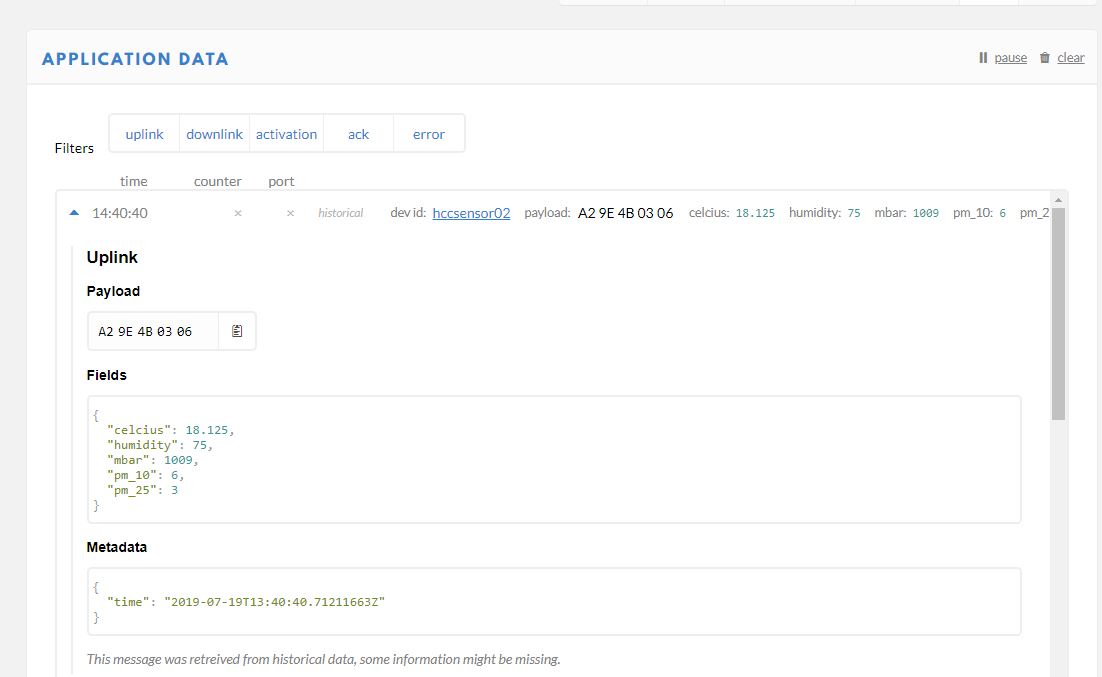 APPLICATION DATA
pause clear
Filters uplink downlink activation ack error
time counter port
14:40:40 × × historical dev id: hccsensor02 payload: A2 9E 4B 03 06 celcius: 18.125 humidity: 75 mbar: 1009 pm_10: 6 pm_2
Uplink
Payload
A2 9E 4B 03 06
Fields
{
"celcius": 18.125,
"humidity": 75,
"mbar": 1009,
"pm_10": 6,
"pm_25": 3
}
Metadata
{
"time": "2019-07-19T13:40:40.71211663Z"
}
This message was retreived from historical data, some information might be missing.